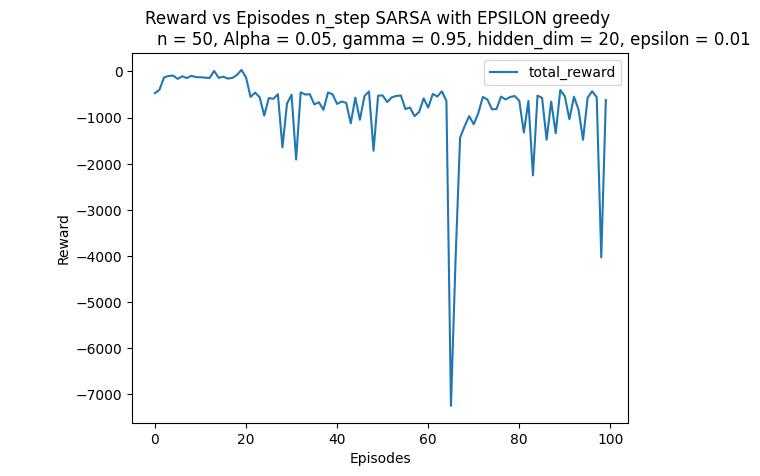 Reward vs Episodes n_step SARSA with EPSILON greedy
n = 50, Alpha = 0.05, gamma = 0.95, hidden_dim = 20, epsilon = 0.01
total_reward
0
−1000
−2000
−3000
−4000
−5000
−6000
−7000
Reward
0 20 40 60 80 100
Episodes